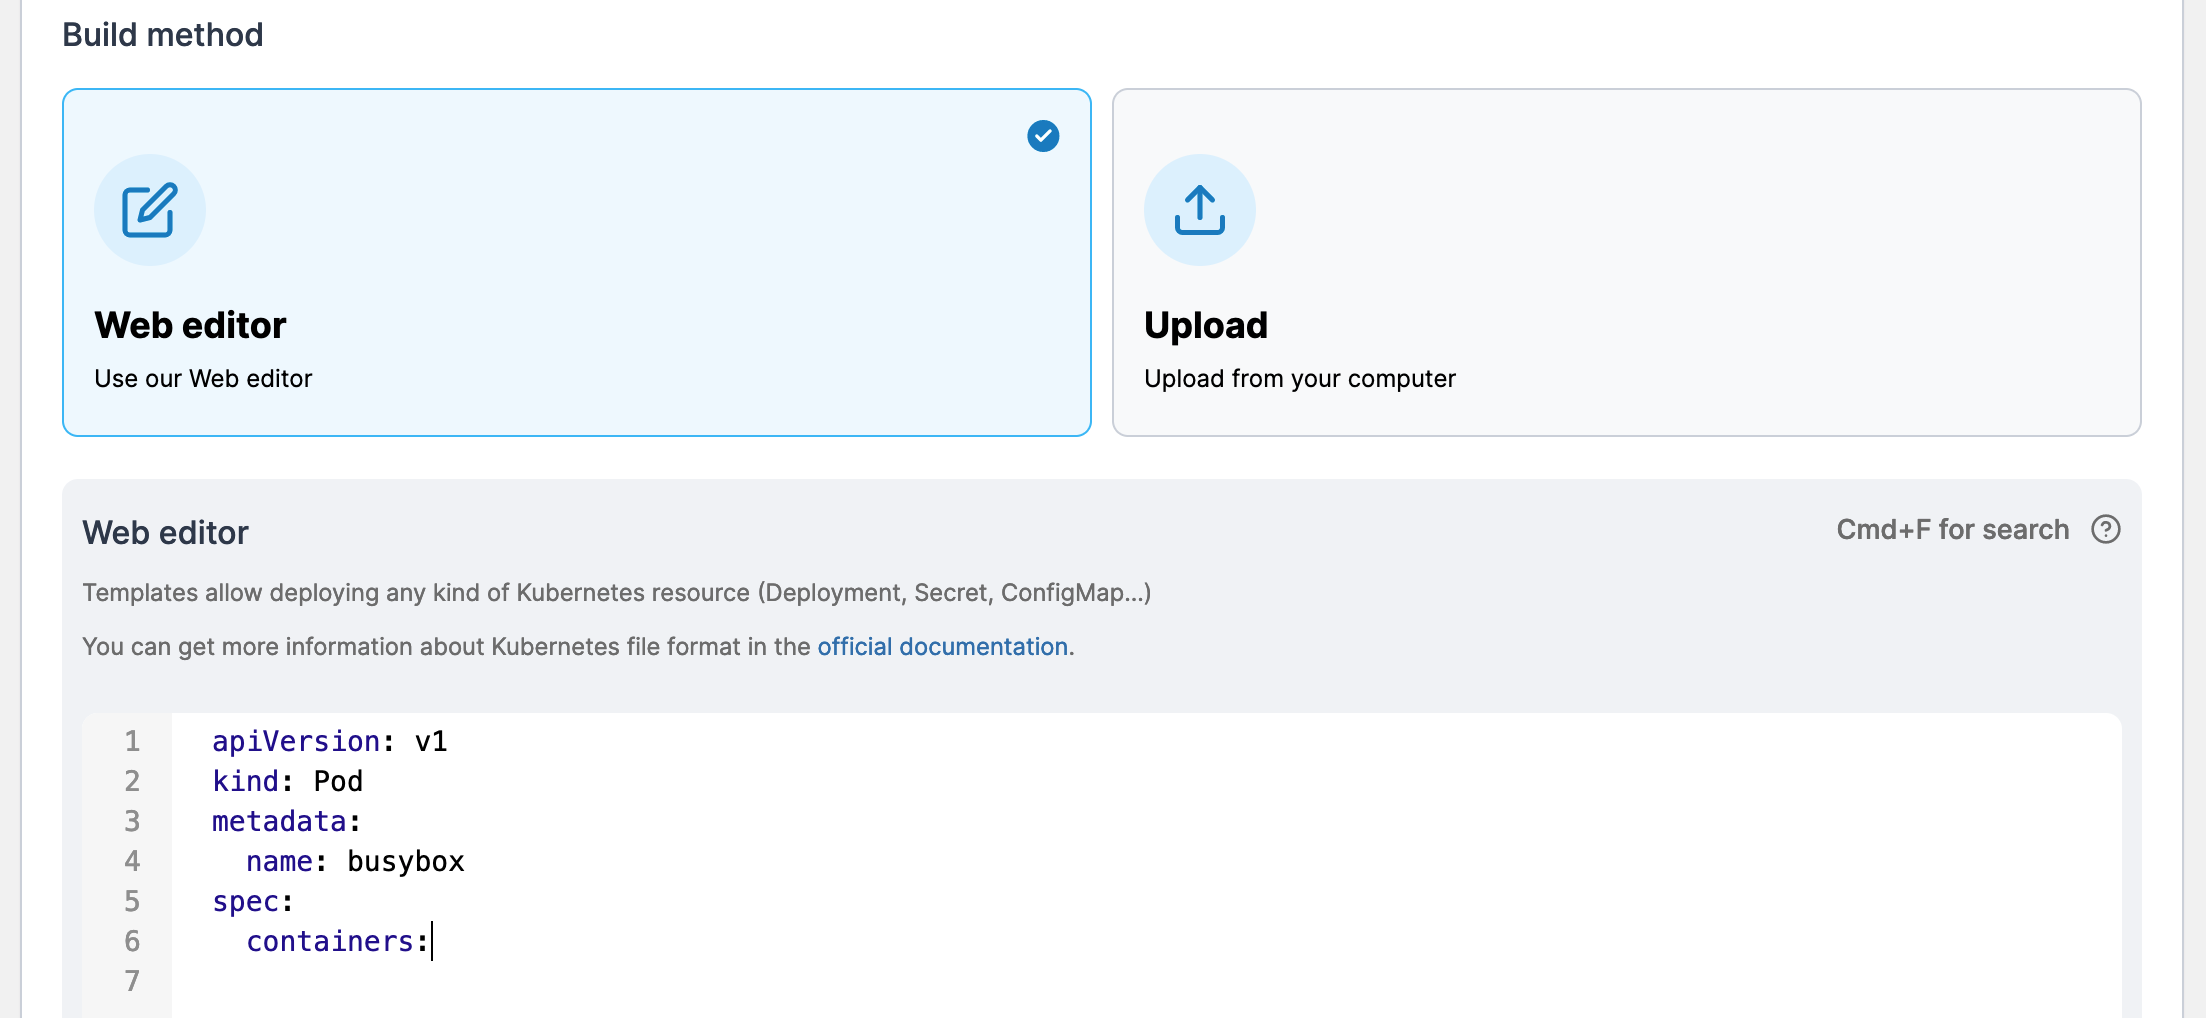 Build method
Web editor
Use our Web editor
Upload
Upload from your computer
Web editor
Cmd+F for search
Templates allow deploying any kind of Kubernetes resource (Deployment, Secret, ConfigMap...)
You can get more information about Kubernetes file format in the official documentation.
1 apiVersion: v1
2 kind: Pod
3 metadata:
4   name: busybox
5 spec:
6   containers:
7